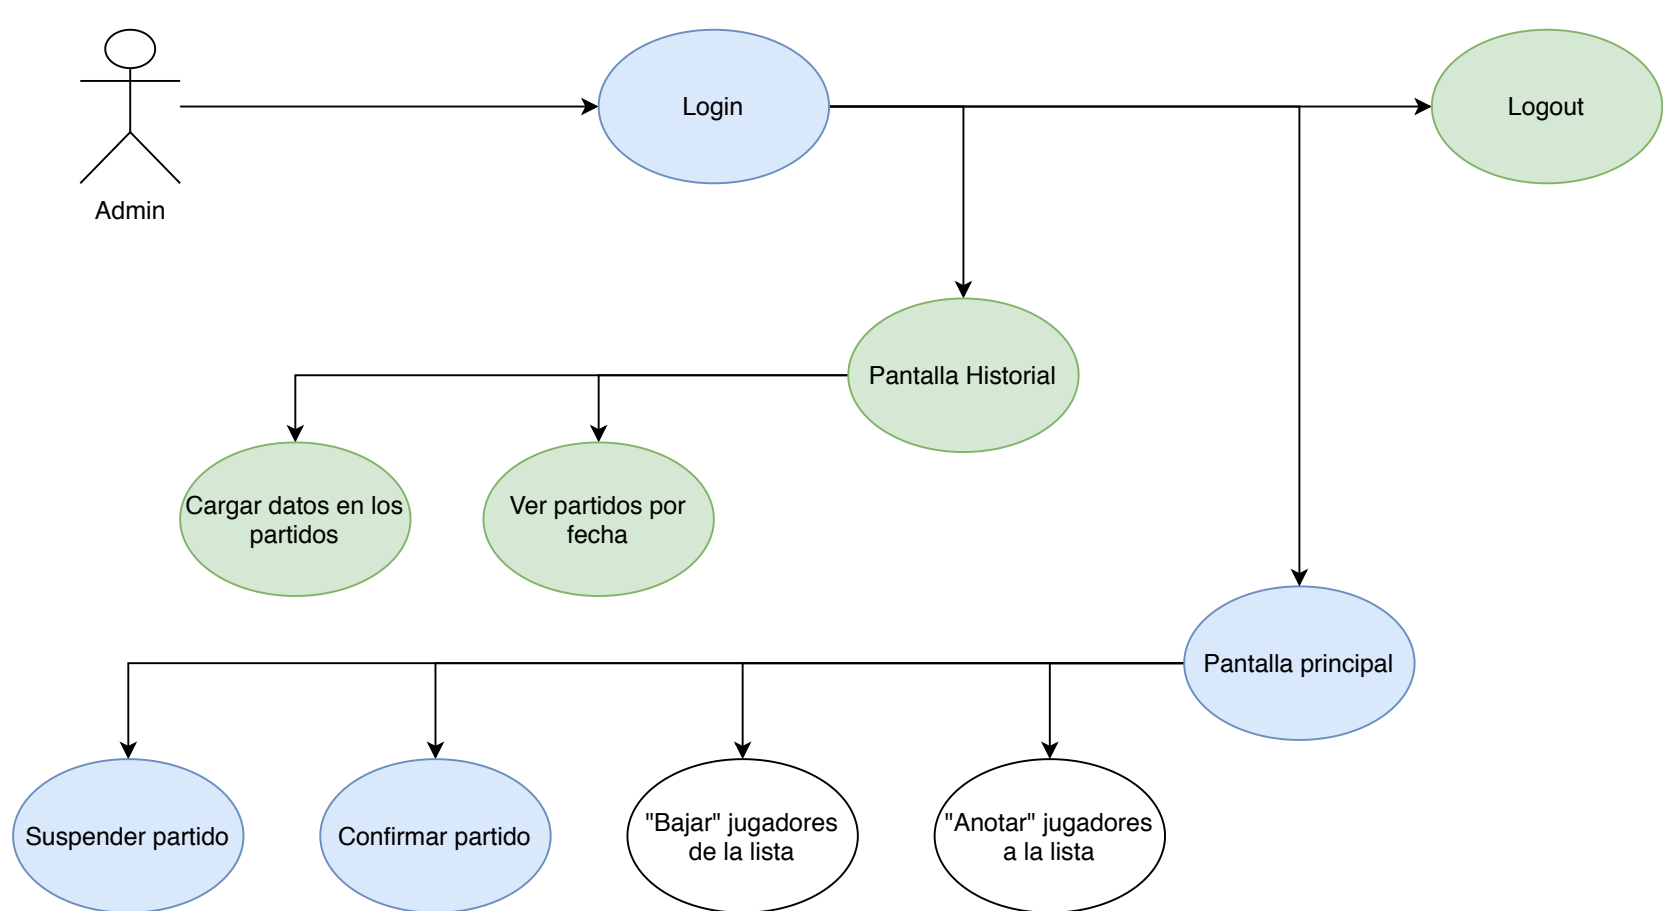 Login
Logout
Admin
Pantalla Historial
Cargar datos en los
partidos
Ver partidos por
fecha
Pantalla principal
Suspender partido
Confirmar partido
"Bajar" jugadores
de la lista
"Anotar" jugadores
a la lista